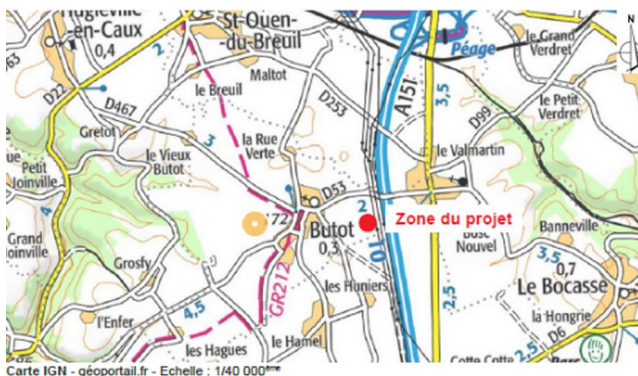 Hugleville
-en-Caux
0,4
St-Ouen
-du-Breuil
Péage
le Grand
Verdret
N
D22
2
Maltot
le Breuil
A151
3,5
D99
le Petit
Verdret
D467
D253
Gretot
le Vieux
Butot
3
la Rue
Verte
le Valmartin
Petit
Joinville
4
D53
2
172
Butot
0,3
Zone du projet
Bosc
Nouvel
Banneville
3,5
0,7
Grand
Joinville
Grosfy
GR212
4,5
les Huniers
2,5
Le Bocasse
la Hongrie
l'Enfer
les Hagues
le Hamel
D6
2,5
Cotte Cotte
Parc
Carte IGN - géoportail.fr - Echelle : 1/40 000ème